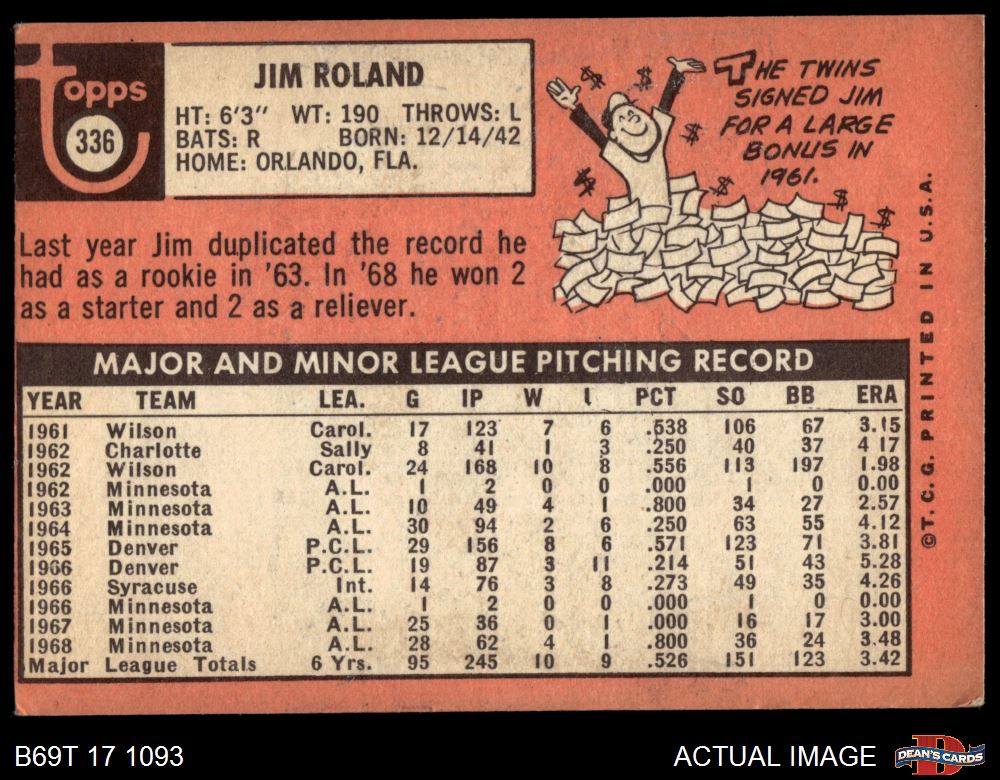 Topps
336
JIM ROLAND
HT: 6'3" WT: 190 THROWS: L
BATS: R BORN: 12/14/42
HOME: ORLANDO, FLA.
THE TWINS
SIGNED JIM
FOR A LARGE
BONUS IN
1961.
Last year Jim duplicated the record he
had as a rookie in '63. In '68 he won 2
as a starter and 2 as a reliever.
MAJOR AND MINOR LEAGUE PITCHING RECORD
YEAR TEAM LEA. G IP W L PCT SO BB ERA
1961 Wilson Carol. 17 123 7 6 .538 106 67 3.15
1962 Charlotte Sally 8 41 1 3 .250 40 37 4.17
1962 Wilson Carol. 24 168 10 8 .556 113 197 1.98
1962 Minnesota A.L. 1 2 0 0 .000 1 0 0.00
1963 Minnesota A.L. 10 49 4 1 .800 34 27 2.57
1964 Minnesota A.L. 30 94 2 6 .250 63 55 4.12
1965 Denver P.C.L. 29 156 8 6 .571 123 71 3.81
1966 Denver P.C.L. 19 87 3 11 .214 51 43 5.28
1966 Syracuse Int. 14 76 3 8 .273 49 35 4.26
1966 Minnesota A.L. 1 2 0 0 .000 1 0 0.00
1967 Minnesota A.L. 25 36 0 1 .000 16 17 3.00
1968 Minnesota A.L. 28 62 4 1 .800 36 24 3.48
Major League Totals 6 Yrs. 95 245 10 9 .526 151 123 3.42
©T. C. G. PRINTED IN U.S.A.
B69T 17 1093
ACTUAL IMAGE
DEAN'S CARDS